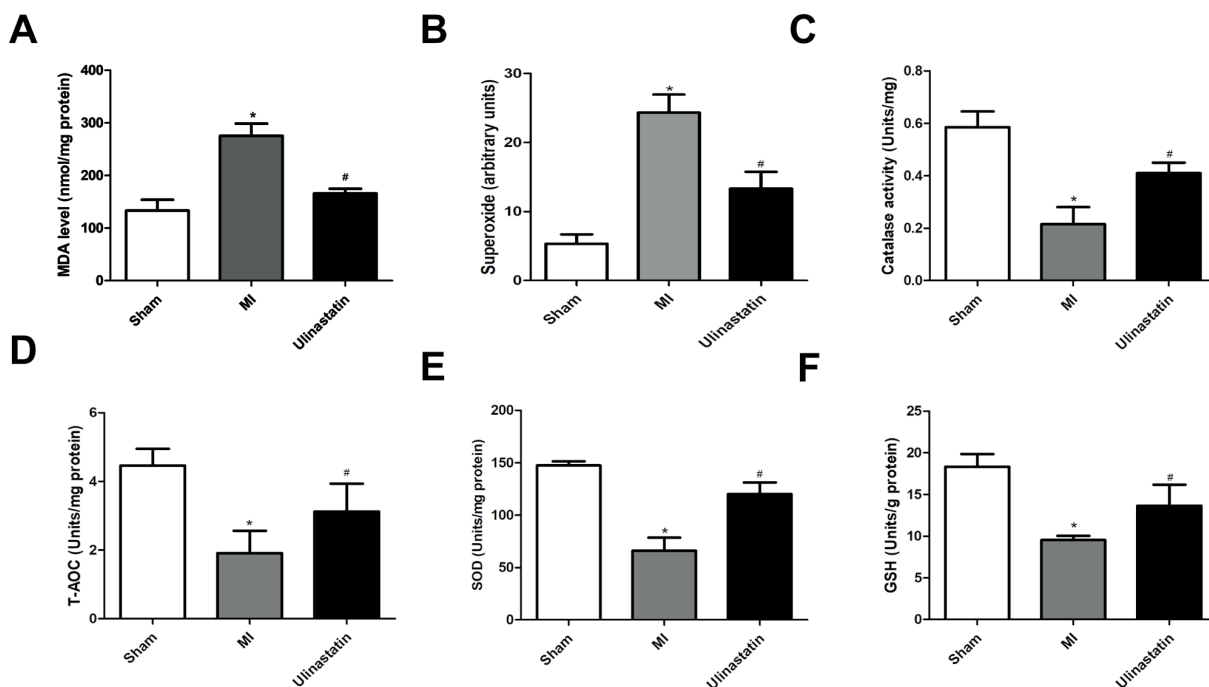 A
MDA level (nmol/mg protein)
400
300
200
100
0
*
#
Sham
MI
Ulinastatin
B
Superoxide (arbitrary units)
30
20
10
0
*
#
Sham
MI
Ulinastatin
C
Catalase activity (Units/mg)
0.8
0.6
0.4
0.2
0.0
*
#
Sham
MI
Ulinastatin
D
T-AOC (Units/mg protein)
6
4
2
0
*
#
Sham
MI
Ulinastatin
E
SOD (Units/mg protein)
200
150
100
50
0
*
#
Sham
MI
Ulinastatin
F
GSH (Units/g protein)
25
20
15
10
5
0
*
#
Sham
MI
Ulinastatin